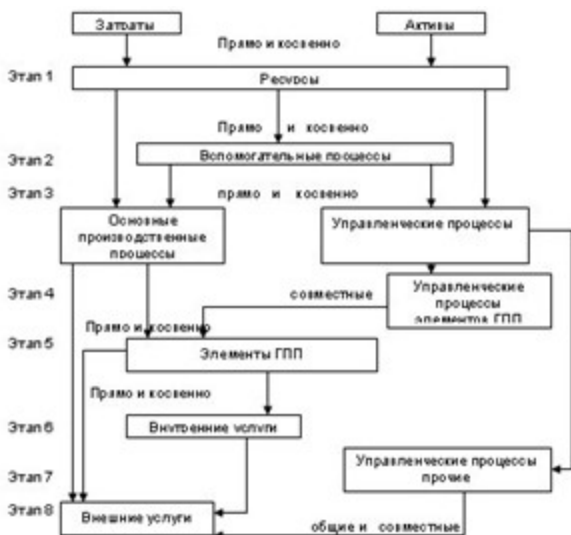 Затраты
Активы
Прямо и косвенно
Этап 1
Ресурсы
Прямо и косвенно
Этап 2
Вспомогательные процессы
Этап 3
прямо и косвенно
Основные
производственные
процессы
Управленческие процессы
Этап 4
совместные
Управленческие
процессы
элементов ГПП
Прямо и косвенно
Этап 5
Элементы ГПП
Прямо и косвенно
Этап 6
Внутренние услуги
Этап 7
Управленческие процессы
прочие
Этап 8
Внешние услуги
общие и совместные